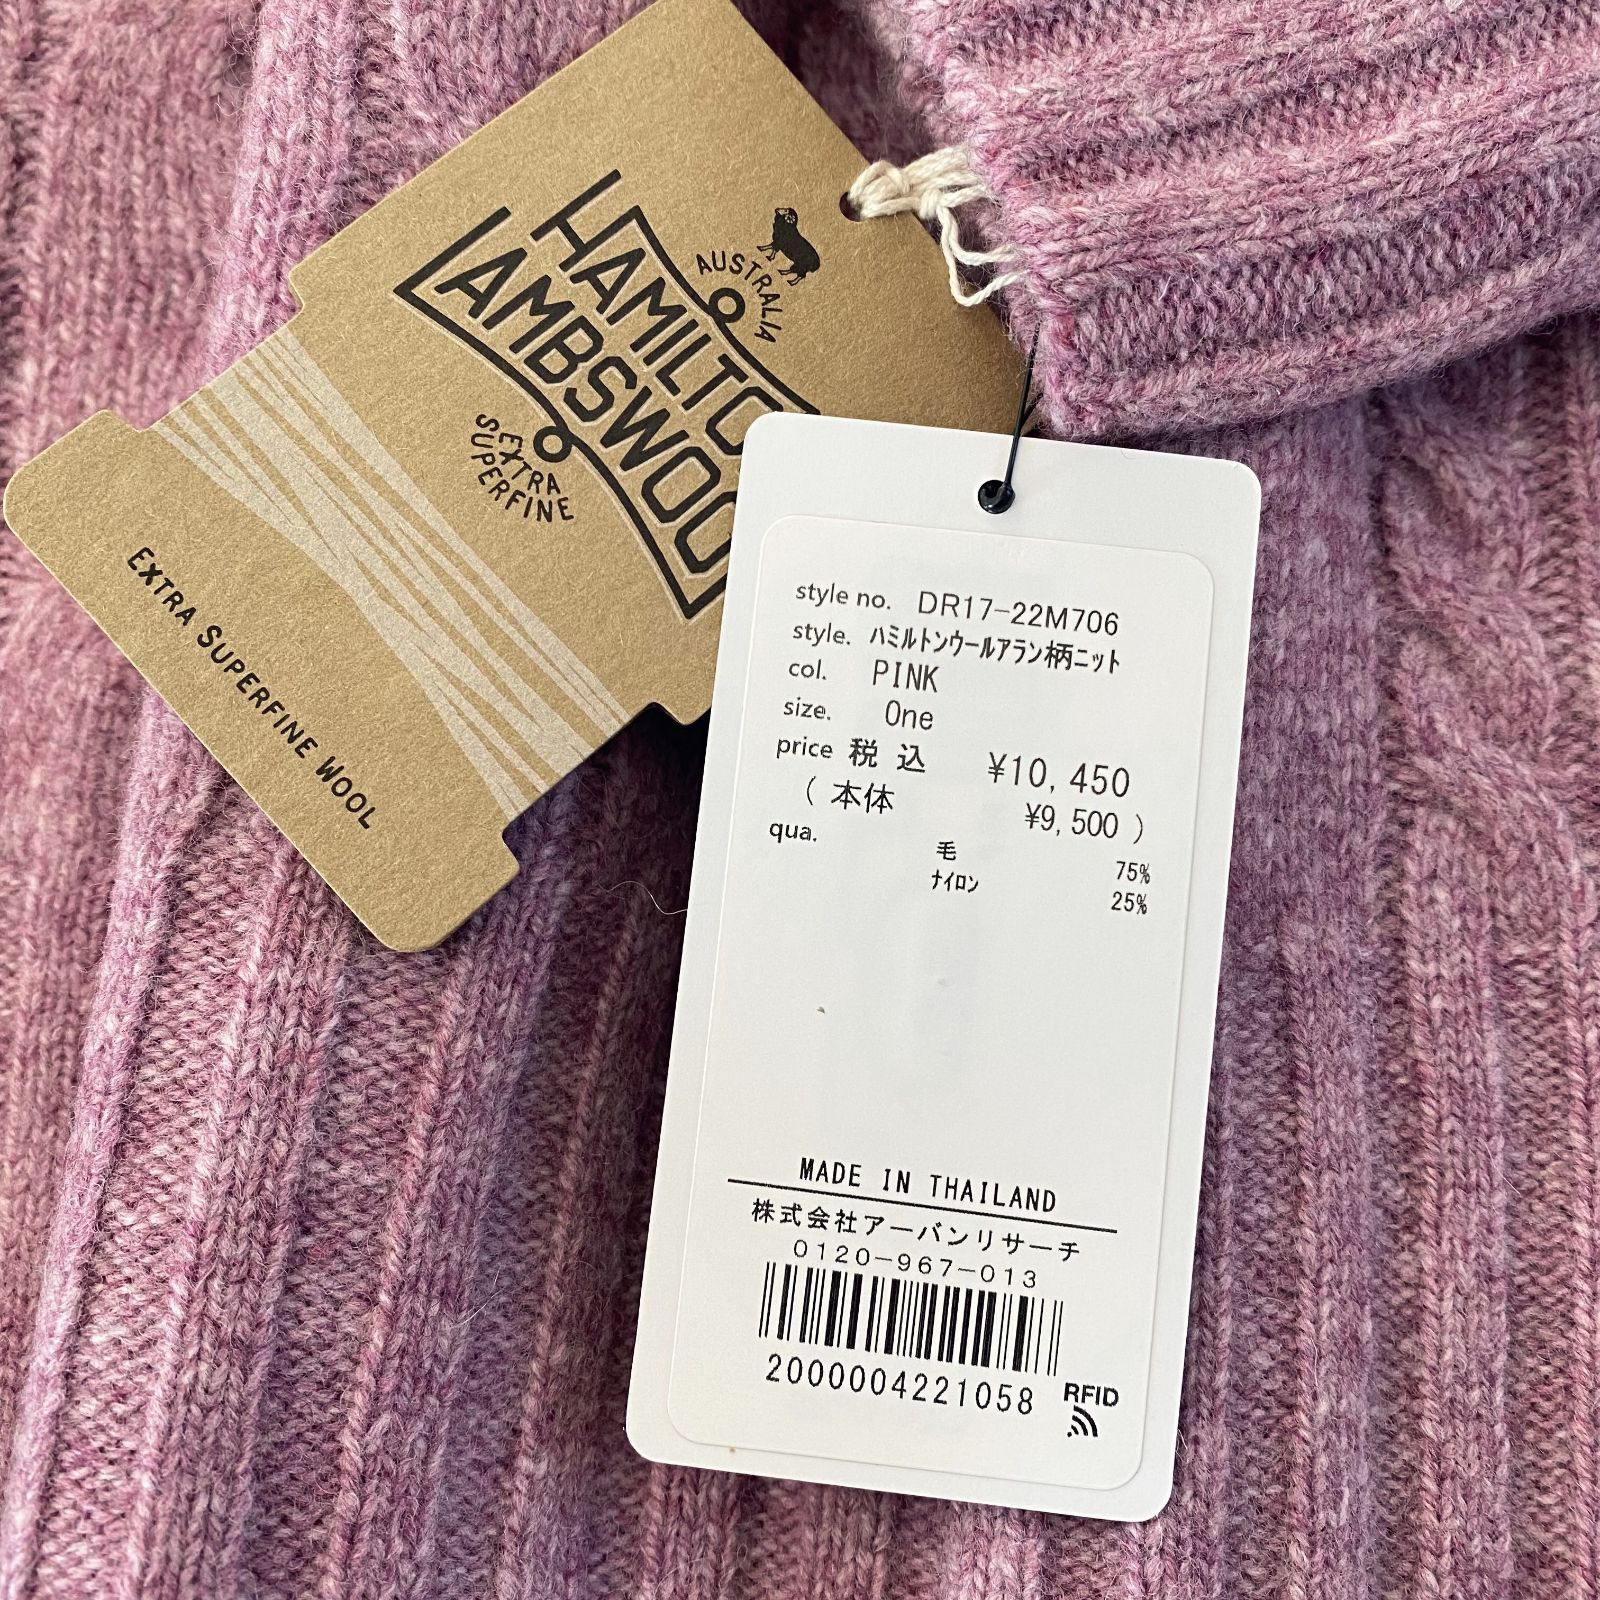 AUSTRALIA
HAMILTO
LAMBSWOO
EXTRA
SUPERFINE
EXTRA SUPERFINE WOOL
style no. DR17-22M706
style. ハミルトンウールアラン柄ニット
col. PINK
size. One
price 税込 ¥10,450
( 本体 ¥9,500 )
qua. 毛 75%
ナイロン 25%
MADE IN THAILAND
株式会社アーバンリサーチ
0120-967-013
2000004221058
RFID